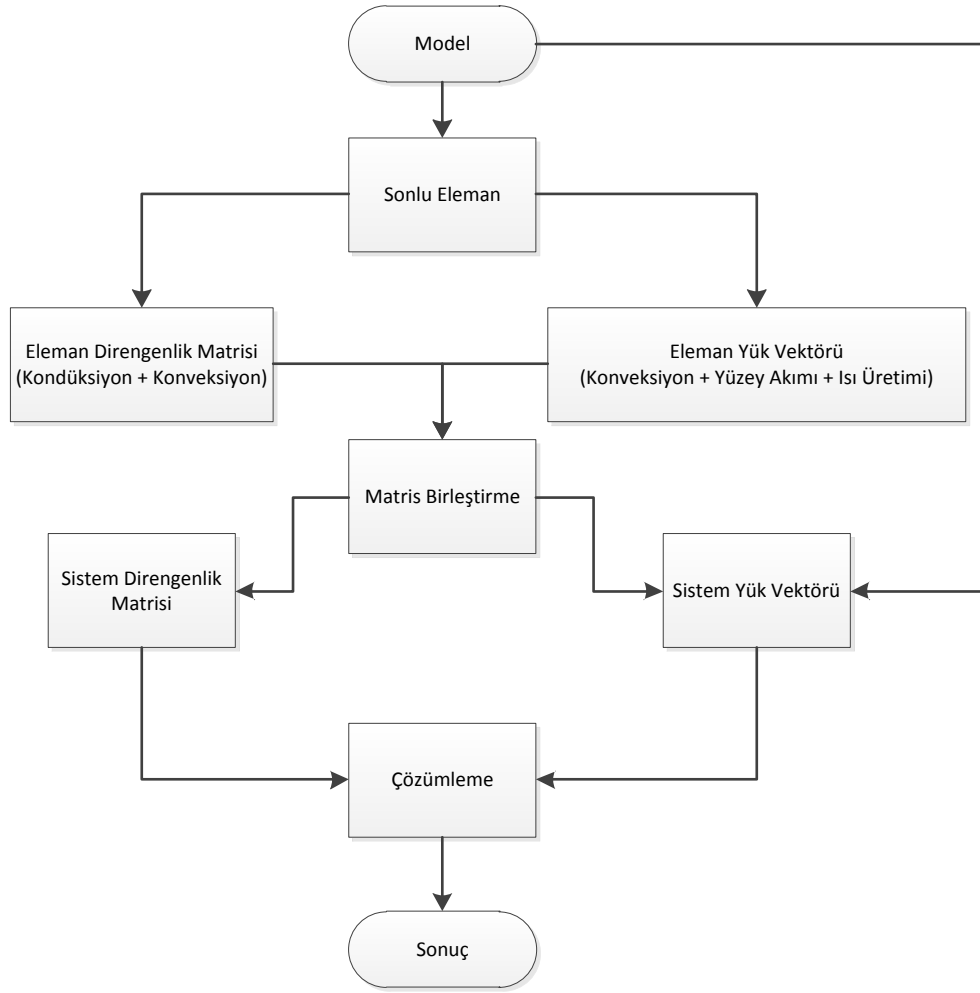 Model
Sonlu Eleman
Eleman Direngenlik Matrisi
(Kondüksiyon + Konveksiyon)
Eleman Yük Vektörü
(Konveksiyon + Yüzey Akımı + Isı Üretimi)
Matris Birleştirme
Sistem Direngenlik
Matrisi
Sistem Yük Vektörü
Çözümleme
Sonuç